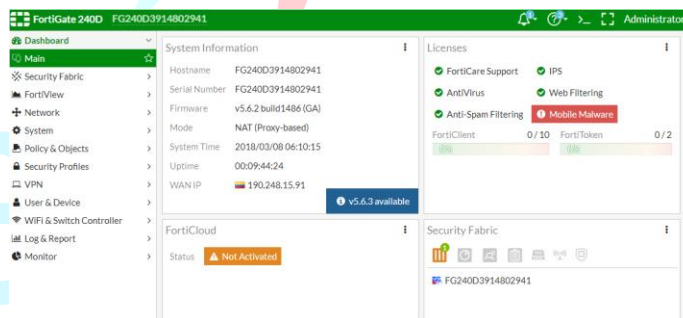 FortiGate 240D FG240D3914802941
Administrator
Dashboard
Main
Security Fabric
FortiView
Network
System
Policy & Objects
Security Profiles
VPN
User & Device
WiFi & Switch Controller
Log & Report
Monitor
System Information
Hostname FG240D3914802941
Serial Number FG240D3914802941
Firmware v5.6.2 build1486 (GA)
Mode NAT (Proxy-based)
System Time 2018/03/08 06:10:15
Uptime 00:09:44:24
WAN IP 190.248.15.91
v5.6.3 available
Licenses
FortiCare Support IPS
AntiVirus Web Filtering
Anti-Spam Filtering Mobile Malware
FortiClient 0 / 10 FortiToken 0 / 2
0% 0%
FortiCloud
Status Not Activated
Security Fabric
1
FG240D3914802941